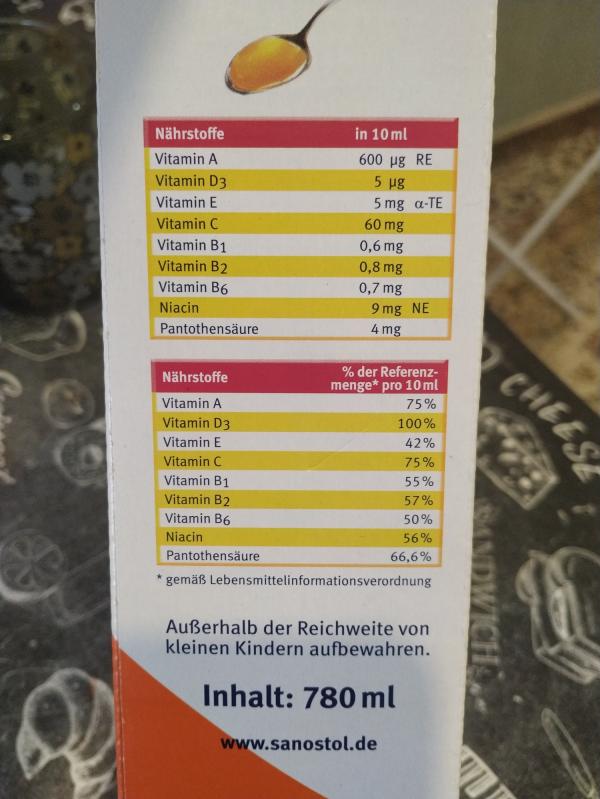 Nährstoffe in 10 ml
Vitamin A 600 µg RE
Vitamin D3 5 µg
Vitamin E 5 mg α-TE
Vitamin C 60 mg
Vitamin B1 0,6 mg
Vitamin B2 0,8 mg
Vitamin B6 0,7 mg
Niacin 9 mg NE
Pantothensäure 4 mg
Nährstoffe % der Referenz-
menge* pro 10 ml
Vitamin A 75%
Vitamin D3 100%
Vitamin E 42%
Vitamin C 75%
Vitamin B1 55%
Vitamin B2 57%
Vitamin B6 50%
Niacin 56%
Pantothensäure 66,6%
* gemäß Lebensmittelinformationsverordnung
Außerhalb der Reichweite von
kleinen Kindern aufbewahren.
Inhalt: 780 ml
www.sanostol.de
CHEESE
SANDWICH